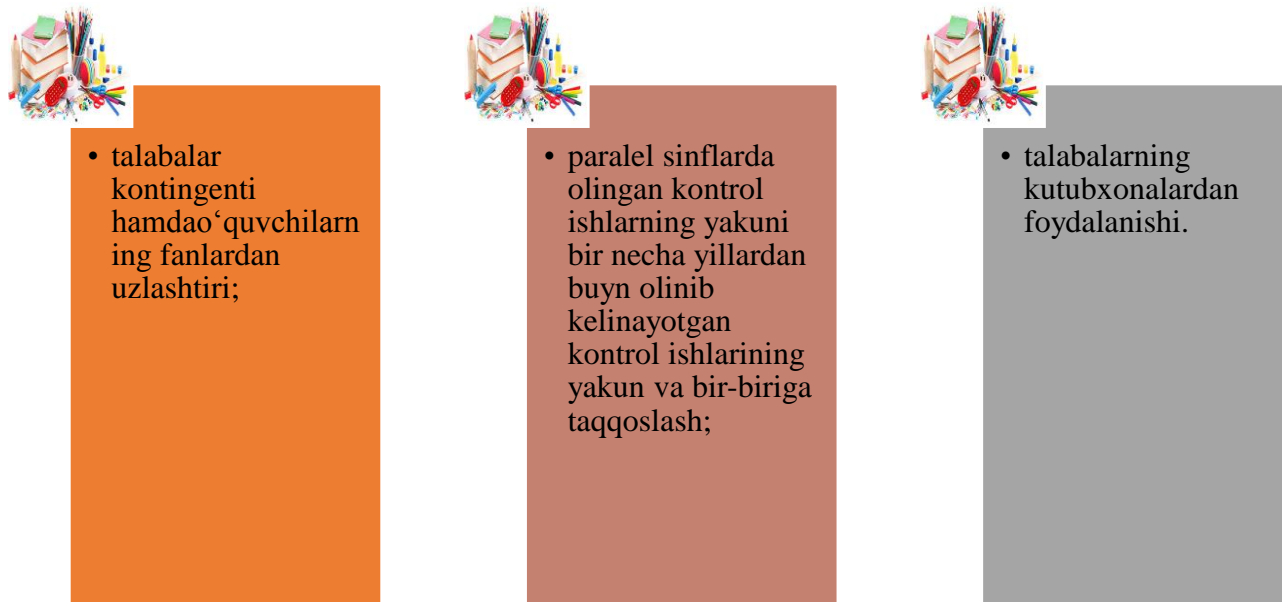 • talabalar
kontingenti
hamdao‘quvchilarn
ing fanlardan
uzlashtiri;
• paralel sinflarda
olingan kontrol
ishlarning yakuni
bir necha yillardan
buyn olinib
kelinayotgan
kontrol ishlarining
yakun va bir-biriga
taqqoslash;
• talabalarning
kutubxonalardan
foydalanishi.